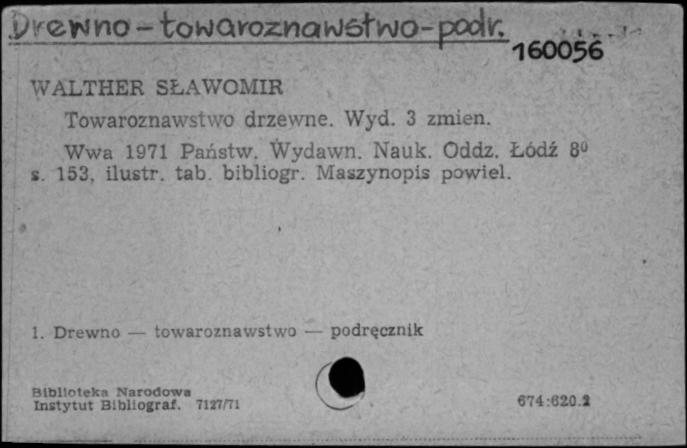 Drewno – towaroznawstwo – podr.
160056
WALTHER SŁAWOMIR
Towaroznawstwo drzewne. Wyd. 3 zmien.
Wwa 1971 Państw. Wydawn. Nauk. Oddz. Łódź 8⁰
s. 153, ilustr. tab. bibliogr. Maszynopis powiel.
1. Drewno — towaroznawstwo — podręcznik
Biblioteka Narodowa
Instytut Bibliograf. 7127/71
674:620.2